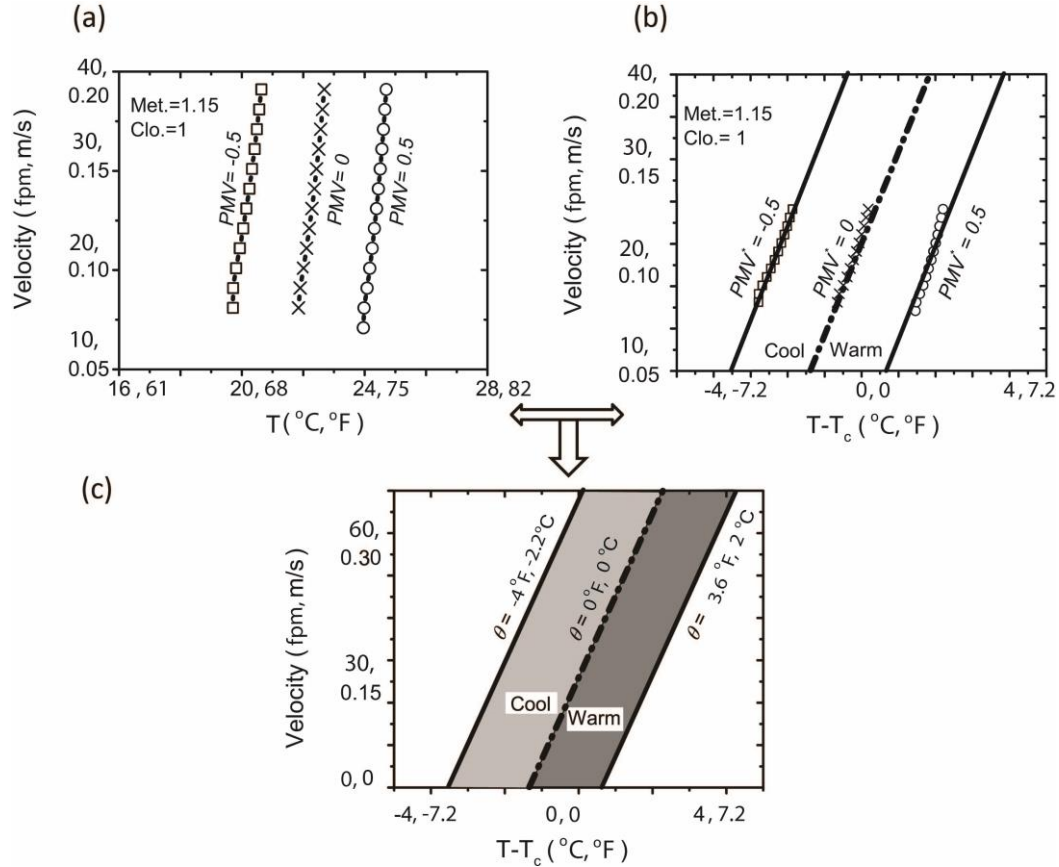 (a)
40,
0.20
30,
0.15
20,
0.10
10,
0.05
Velocity (fpm, m/s)
Met.=1.15
Clo.=1
PMV= -0.5
PMV= 0
PMV= 0.5
16, 61
20, 68
24, 75
28, 82
T (°C, °F)
(b)
40,
0.20
30,
0.15
20,
0.10
10,
0.05
Velocity (fpm, m/s)
Met.=1.15
Clo.= 1
PMV* = -0.5
PMV* = 0
PMV* = 0.5
Cool
Warm
-4, -7.2
0, 0
4, 7.2
T-Tc (°C, °F)
(c)
60,
0.30
30,
0.15
0, 0
Velocity (fpm, m/s)
θ = -4 °F, -2.2°C
θ = 0°F, 0 °C
θ = 3.6 °F, 2 °C
Cool
Warm
-4, -7.2
0, 0
4, 7.2
T-Tc (°C, °F)